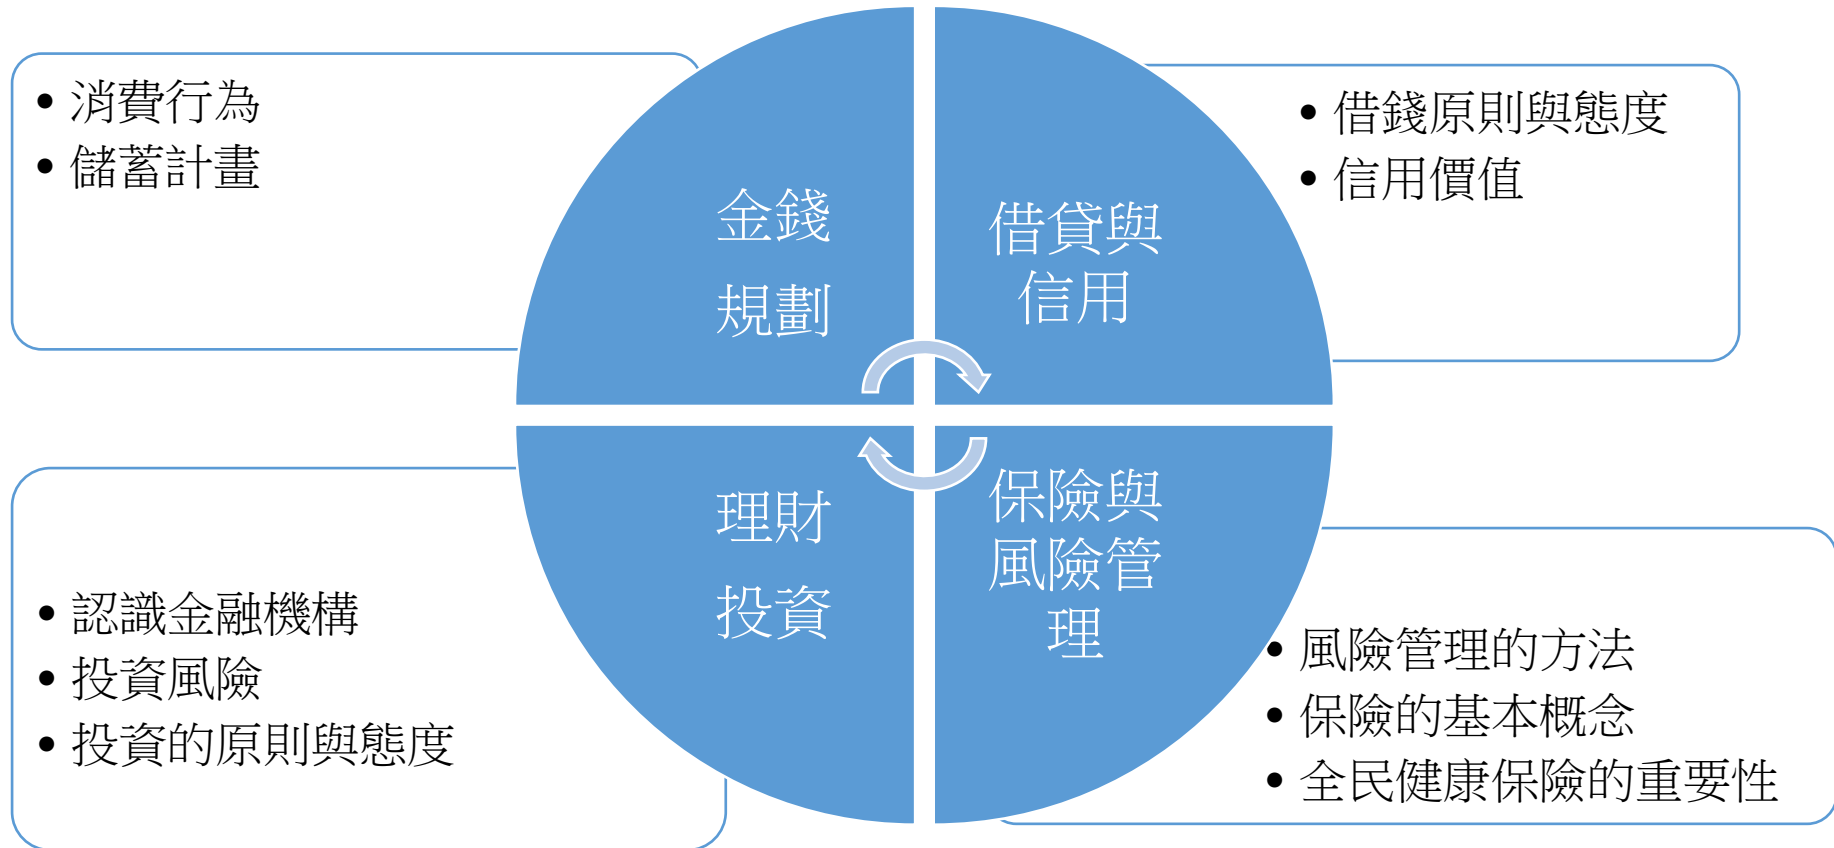 • 消費行為
• 儲蓄計畫
金錢
規劃
• 借錢原則與態度
• 信用價值
借貸與
信用
• 認識金融機構
• 投資風險
• 投資的原則與態度
理財
投資
保險與
風險管
理
• 風險管理的方法
• 保險的基本概念
• 全民健康保險的重要性